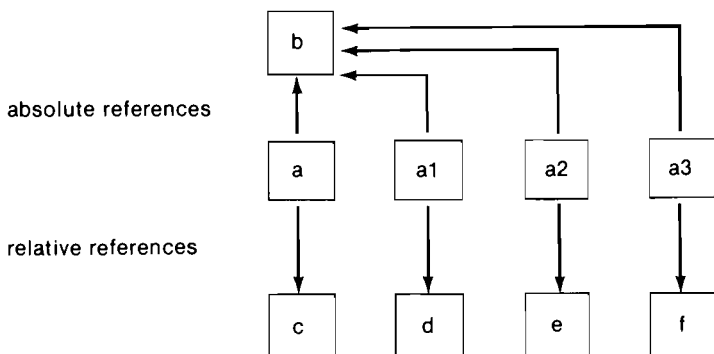 b
absolute references
a a1 a2 a3
relative references
c d e f